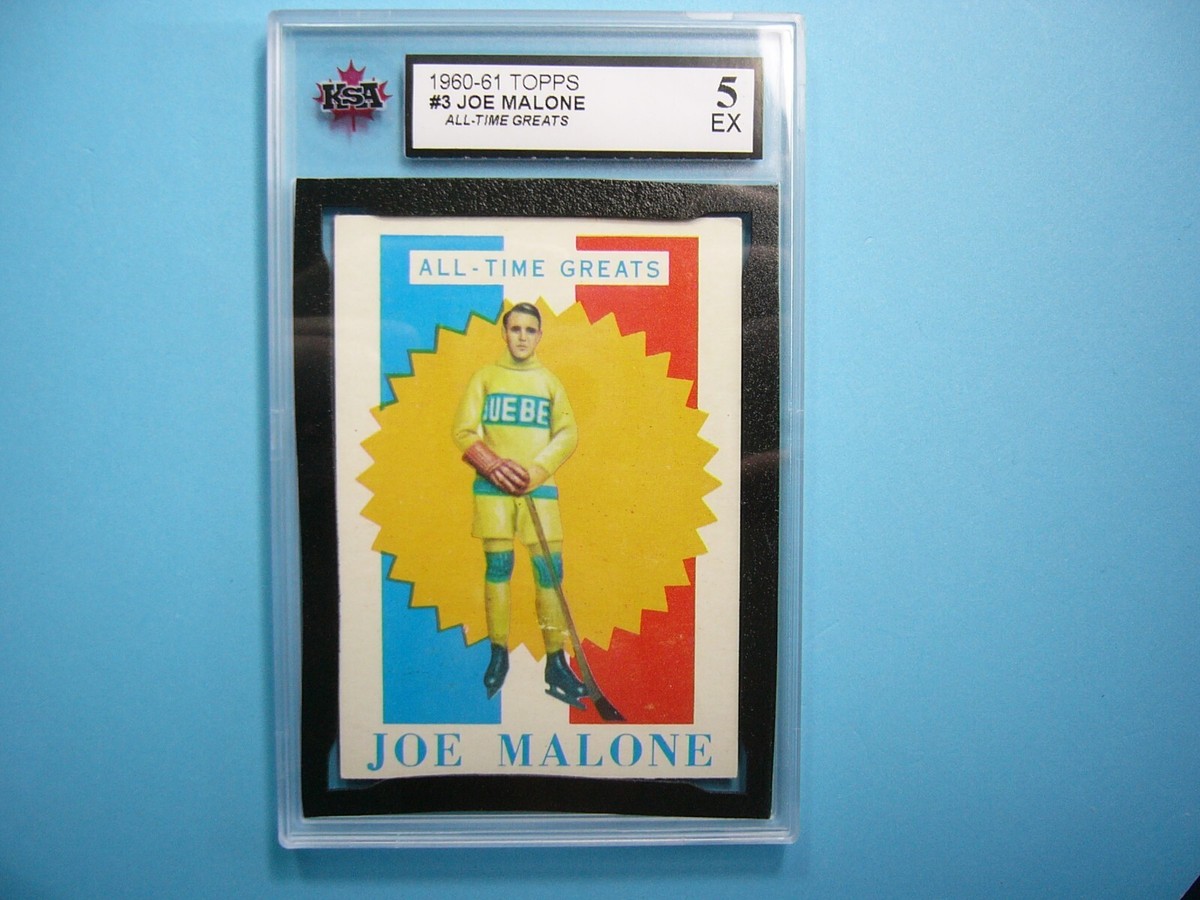 KSA
1960-61 TOPPS
#3 JOE MALONE
ALL-TIME GREATS
5
EX
ALL-TIME GREATS
UEBE
JOE MALONE